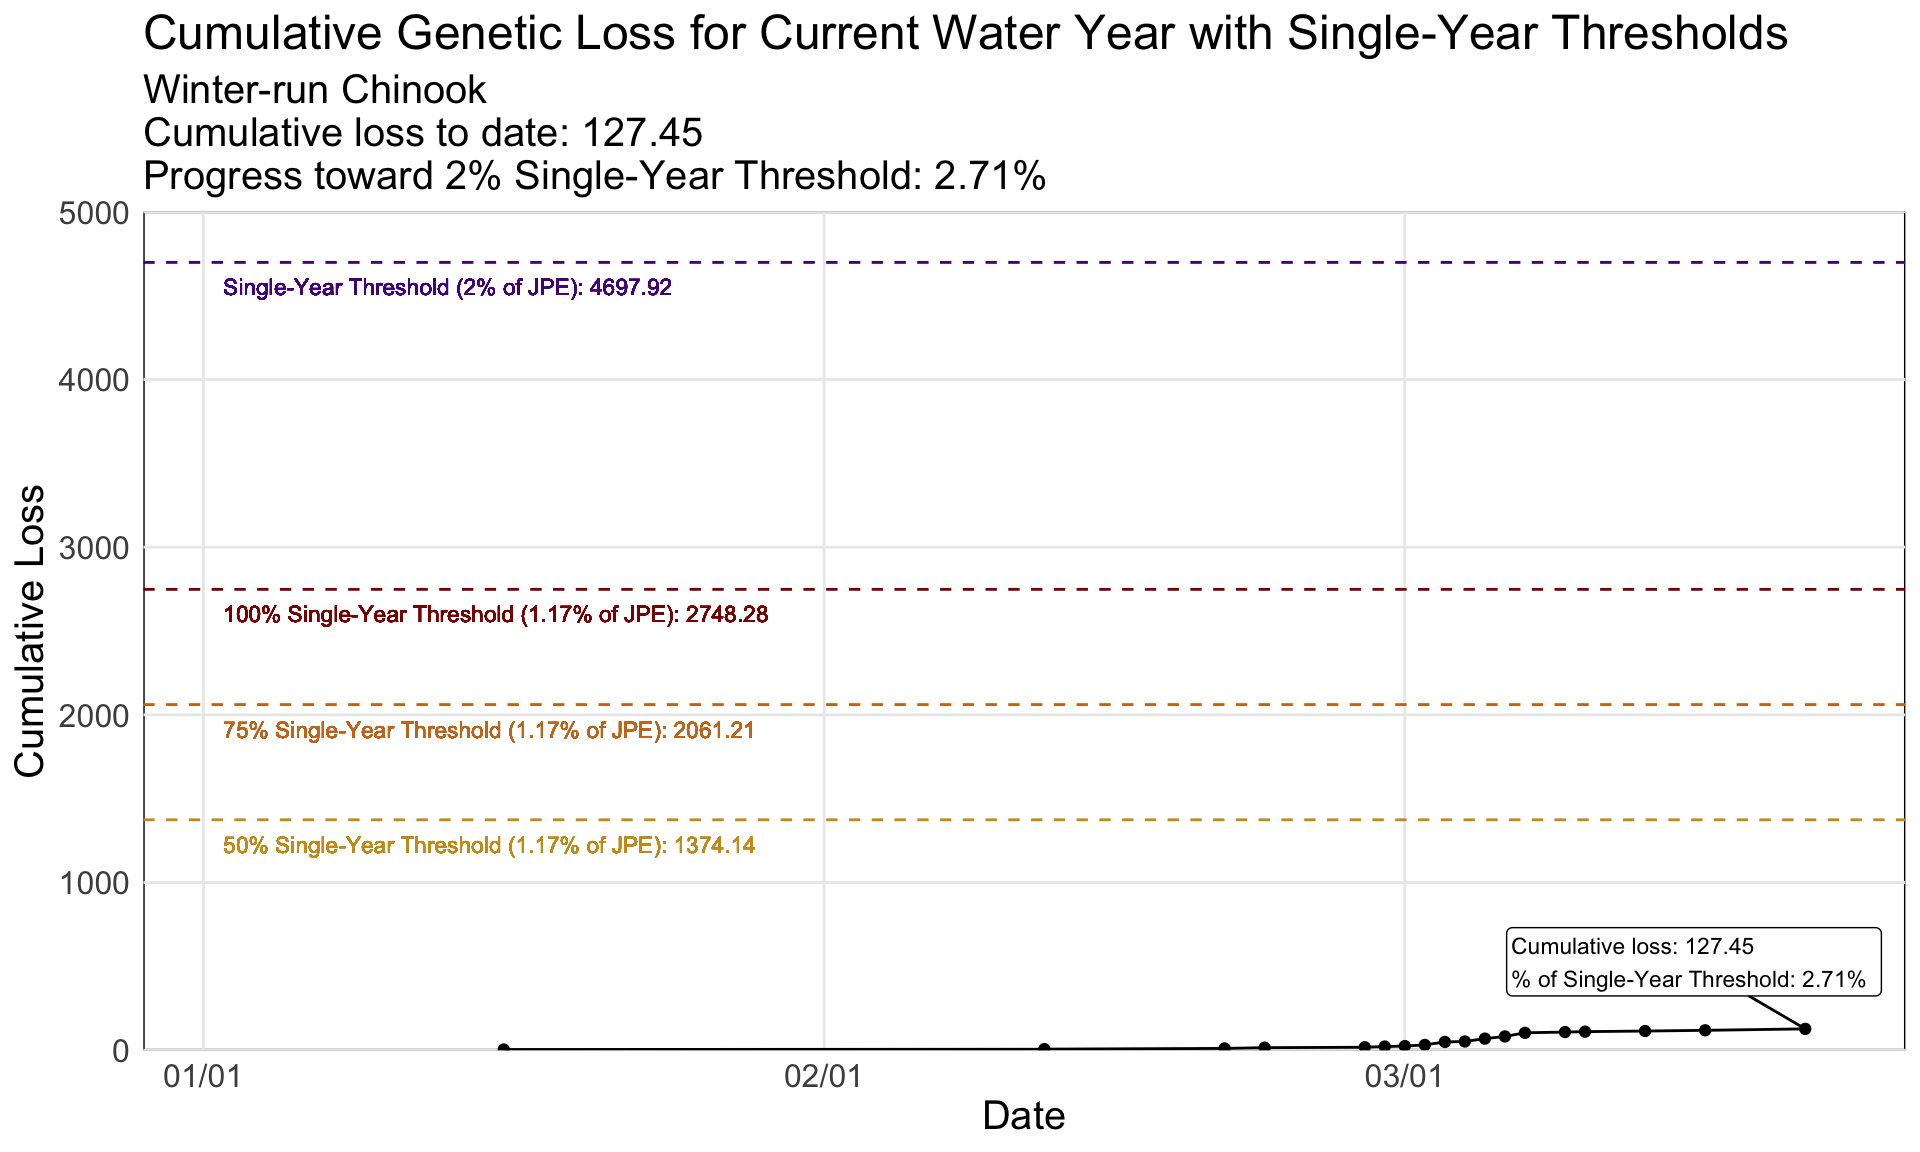 Cumulative Genetic Loss for Current Water Year with Single-Year Thresholds
Winter-run Chinook
Cumulative loss to date: 127.45
Progress toward 2% Single-Year Threshold: 2.71%
5000
Single-Year Threshold (2% of JPE): 4697.92
4000
3000
100% Single-Year Threshold (1.17% of JPE): 2748.28
2000
75% Single-Year Threshold (1.17% of JPE): 2061.21
50% Single-Year Threshold (1.17% of JPE): 1374.14
1000
Cumulative loss: 127.45
% of Single-Year Threshold: 2.71%
0
Cumulative Loss
01/01
02/01
03/01
Date